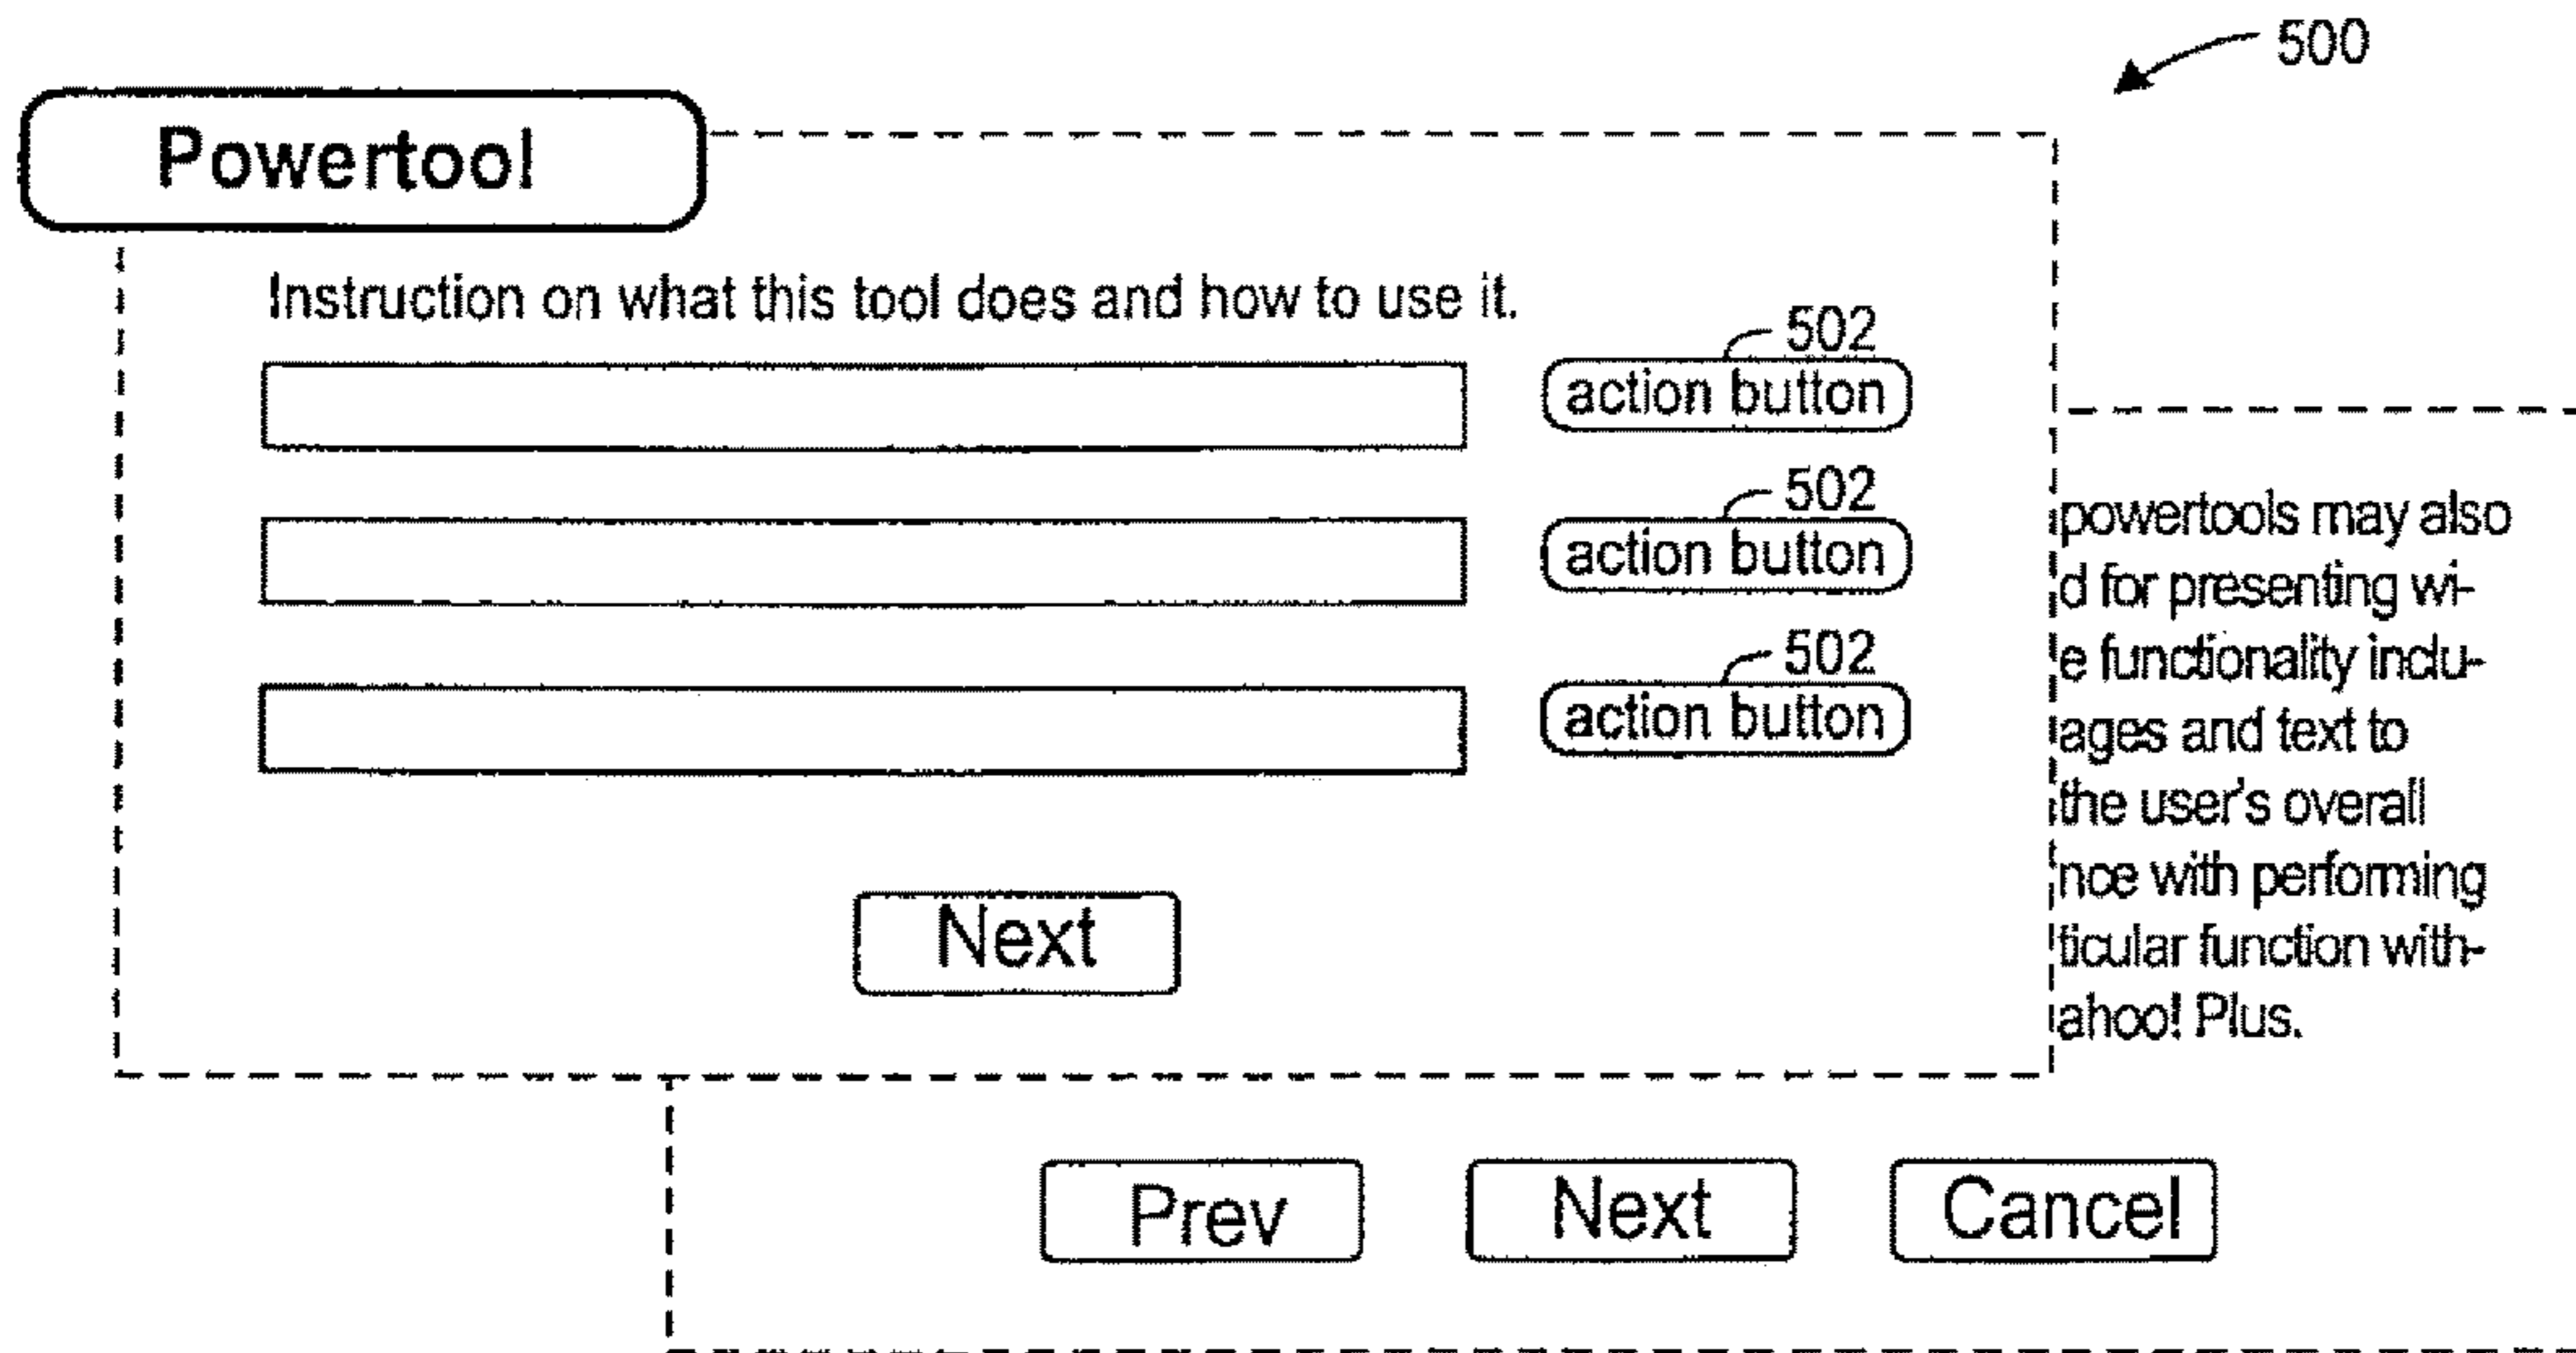 500
Powertool
Instruction on what this tool does and how to use it.
502
action button
502
action button
502
action button
Next
powertools may also
d for presenting wi-
e functionality inclu-
ages and text to
the user's overall
nce with performing
ticular function with-
ahoo! Plus.
Prev
Next
Cancel